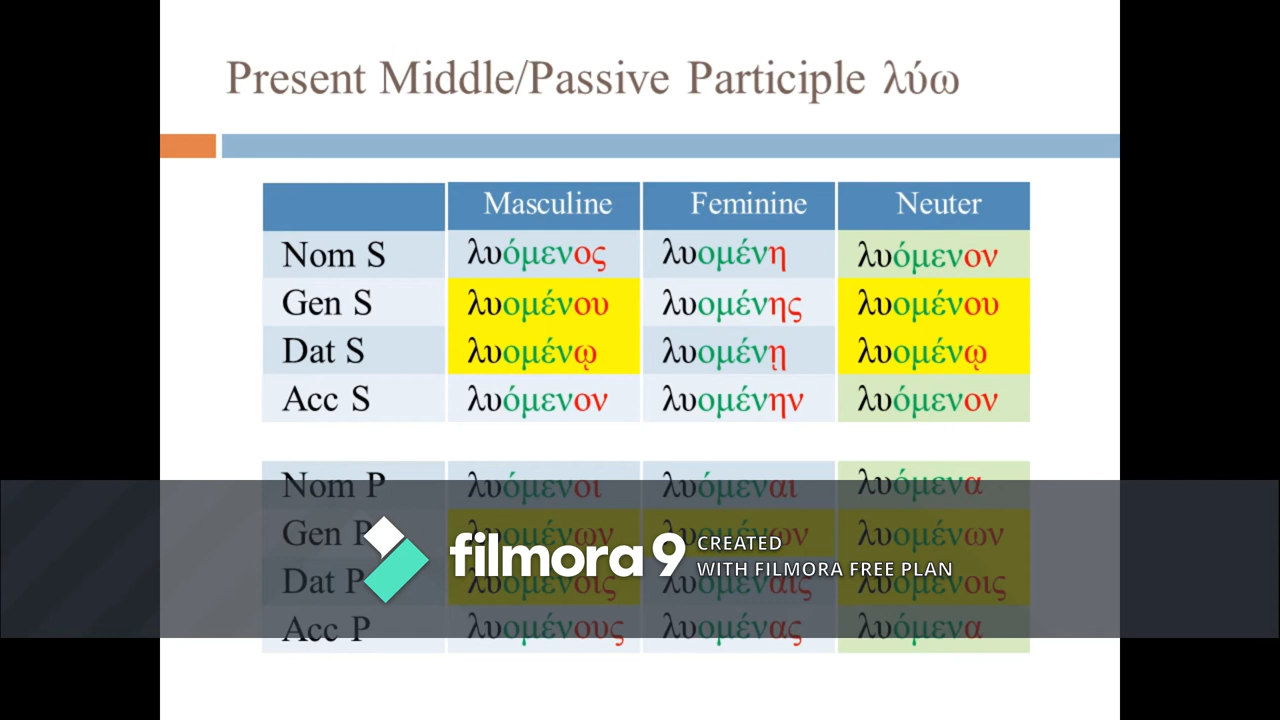 Present Middle/Passive Participle λύω
Masculine Feminine Neuter
Nom S λυόμενος λυομένη λυόμενον
Gen S λυομένου λυομένης λυομένου
Dat S λυομένῳ λυομένῃ λυομένῳ
Acc S λυόμενον λυομένην λυόμενον
Nom P λυόμενοι λυόμεναι λυόμενα
Gen P λυομένων λυομένων λυομένων
filmora9 CREATED
WITH FILMORA FREE PLAN
Dat P λυομένοις λυομέναις λυομένοις
Acc P λυομένους λυομένας λυόμενα